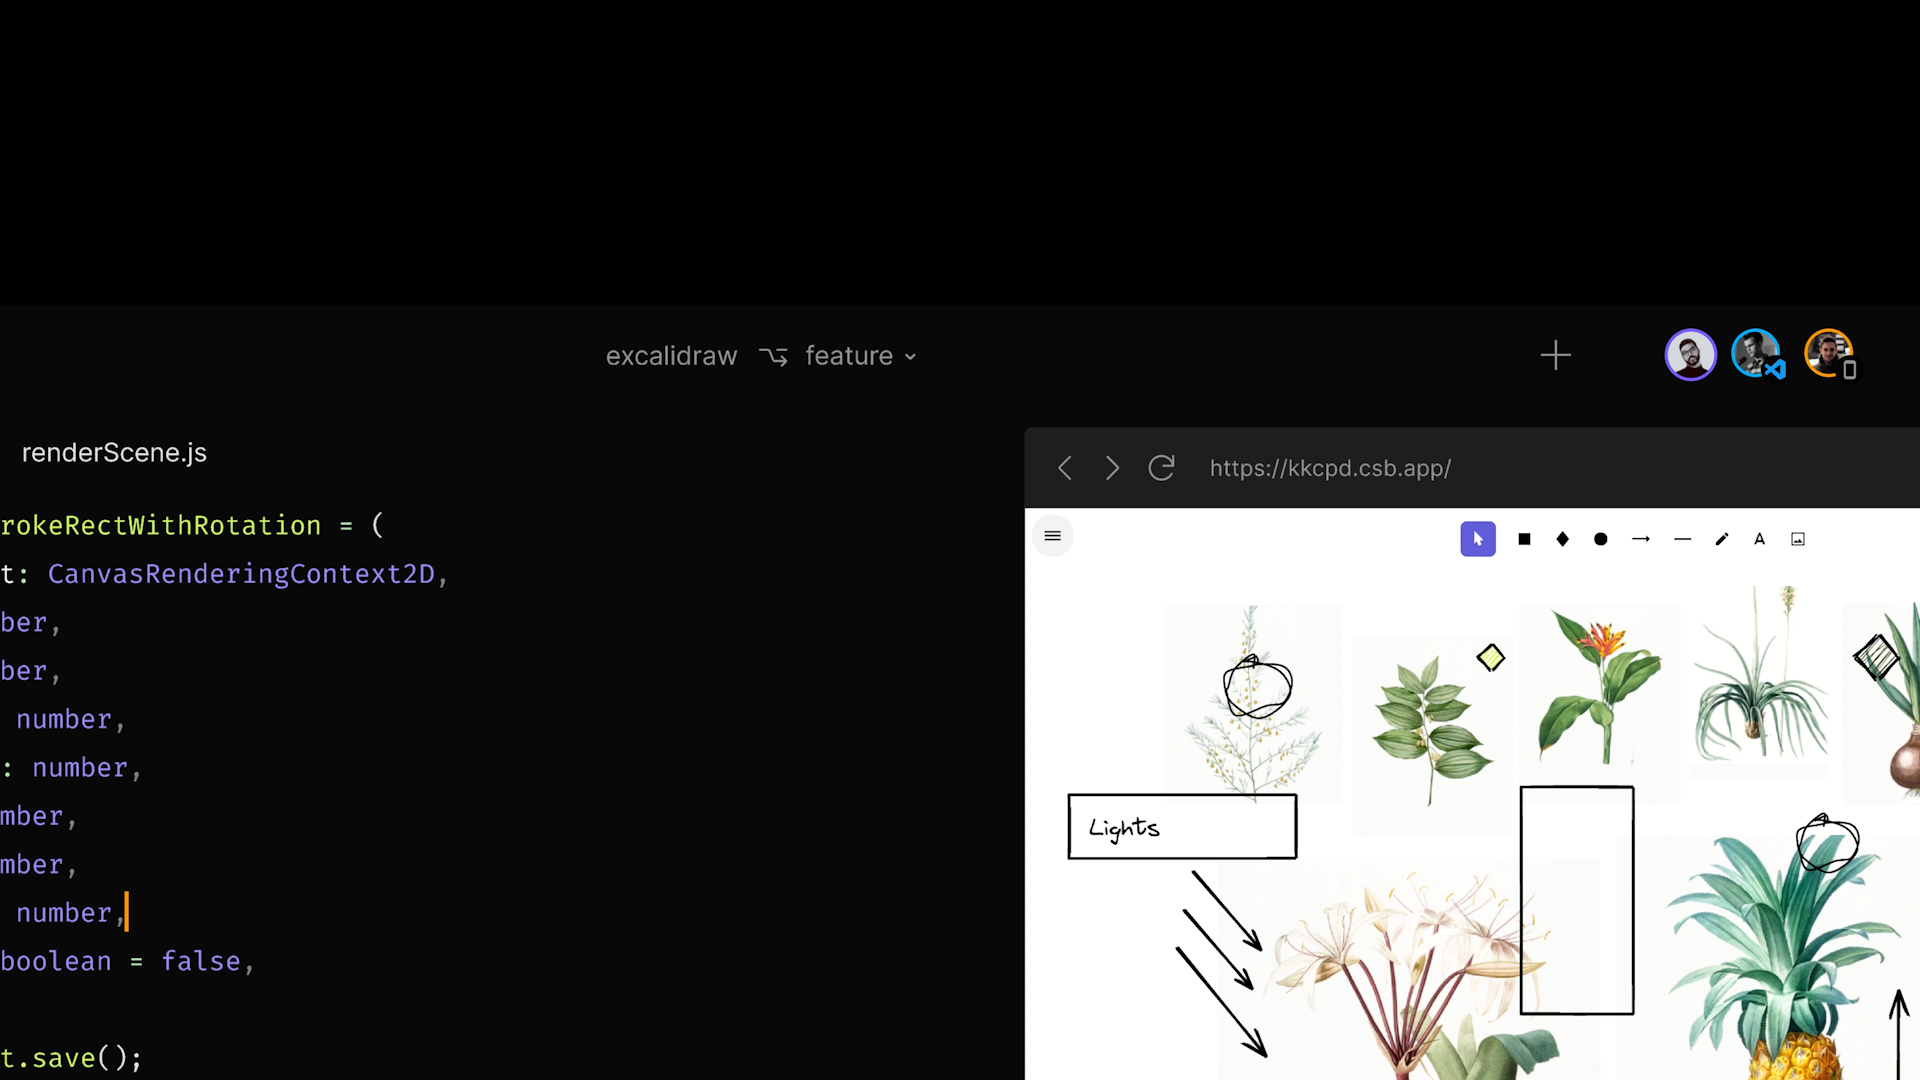 excalidraw feature
renderScene.js
rokeRectWithRotation = (
t: CanvasRenderingContext2D,
ber,
ber,
number,
: number,
mber,
mber,
number,
boolean = false,
t.save();
https://kkcpd.csb.app/
A
Lights